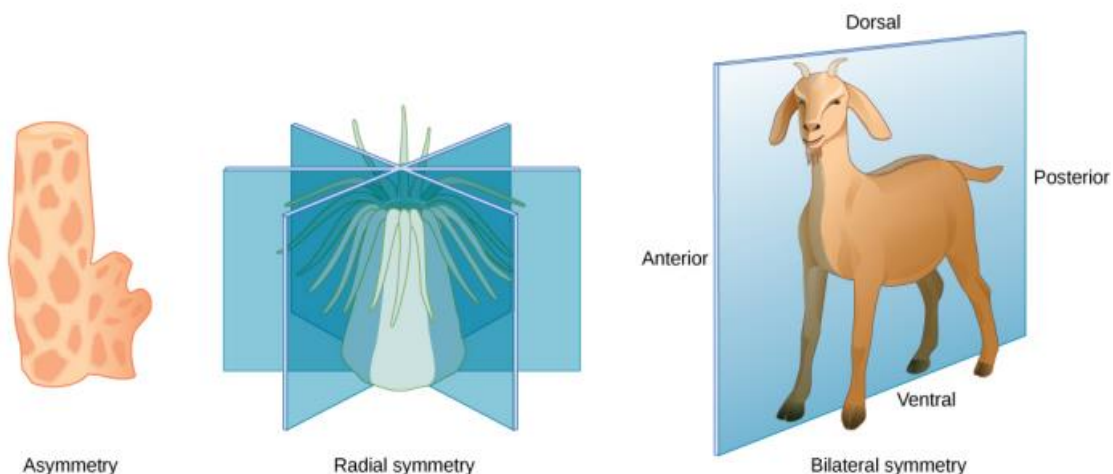 Dorsal
Posterior
Anterior
Ventral
Asymmetry
Radial symmetry
Bilateral symmetry